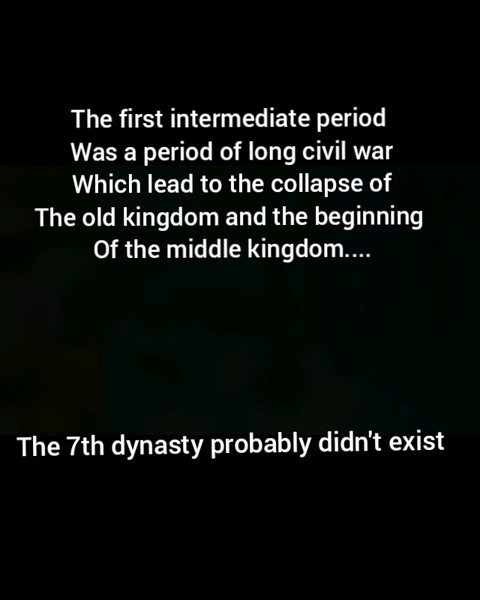 The first intermediate period
Was a period of long civil war
Which lead to the collapse of
The old kingdom and the beginning
Of the middle kingdom....
The 7th dynasty probably didn't exist